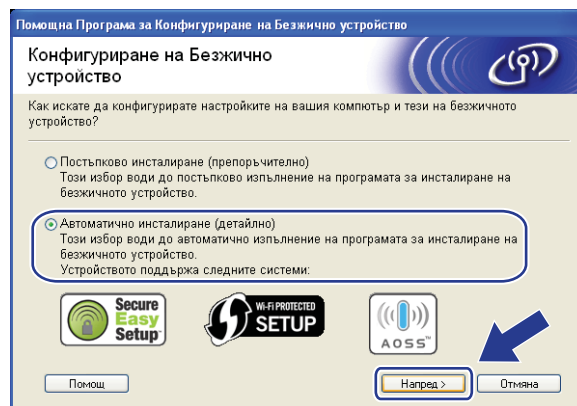 Помощна Програма за Конфигуриране на Безжично устройство
Конфигуриране на Безжично
устройство
Как искате да конфигурирате настройките на вашия компютър и тези на безжичното
устройство?
Постъпково инсталиране (препоръчително)
Този избор води до постъпково изпълнение на програмата за инсталиране на
безжичното устройство.
Автоматично инсталиране (детайлно)
Този избор води до автоматично изпълнение на програмата за инсталиране на
безжичното устройство.
Устройството поддържа следните системи:
Secure
Easy
Setup™
Wi-Fi PROTECTED
SETUP
AOSS™
Помощ
Напред >
Отмяна